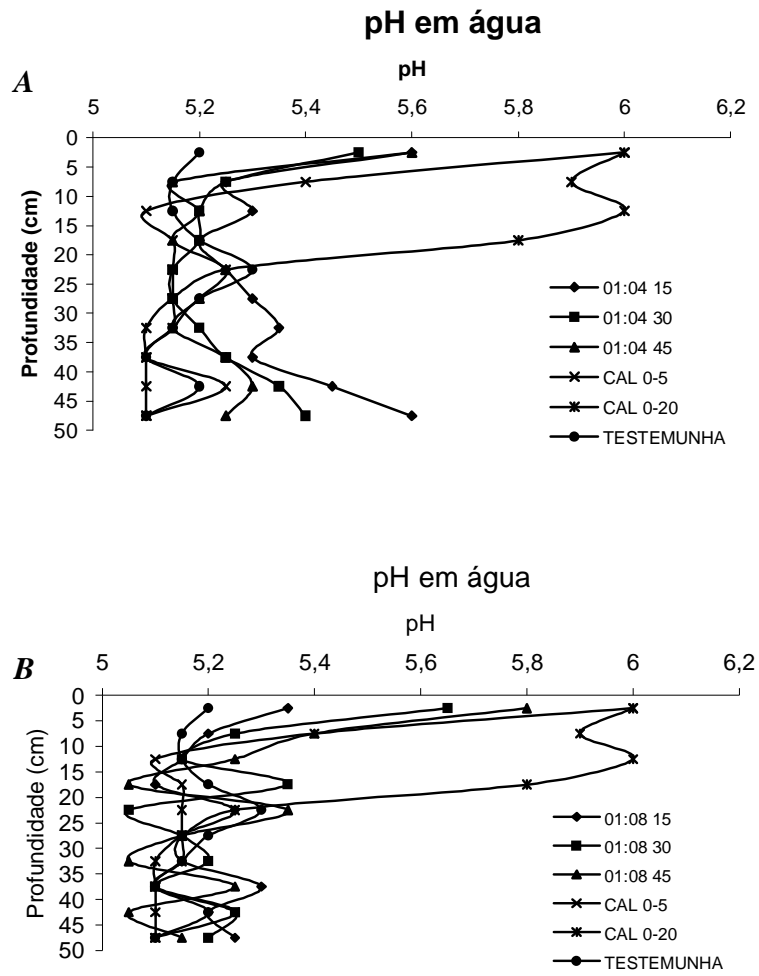 pH em água
A
pH
5 5,2 5,4 5,6 5,8 6 6,2
Profundidade (cm)
0
5
10
15
20
25
30
35
40
45
50
01:04 15
01:04 30
01:04 45
CAL 0-5
CAL 0-20
TESTEMUNHA
pH em água
pH
B
5 5,2 5,4 5,6 5,8 6 6,2
Profundidade (cm)
0
5
10
15
20
25
30
35
40
45
50
01:08 15
01:08 30
01:08 45
CAL 0-5
CAL 0-20
TESTEMUNHA